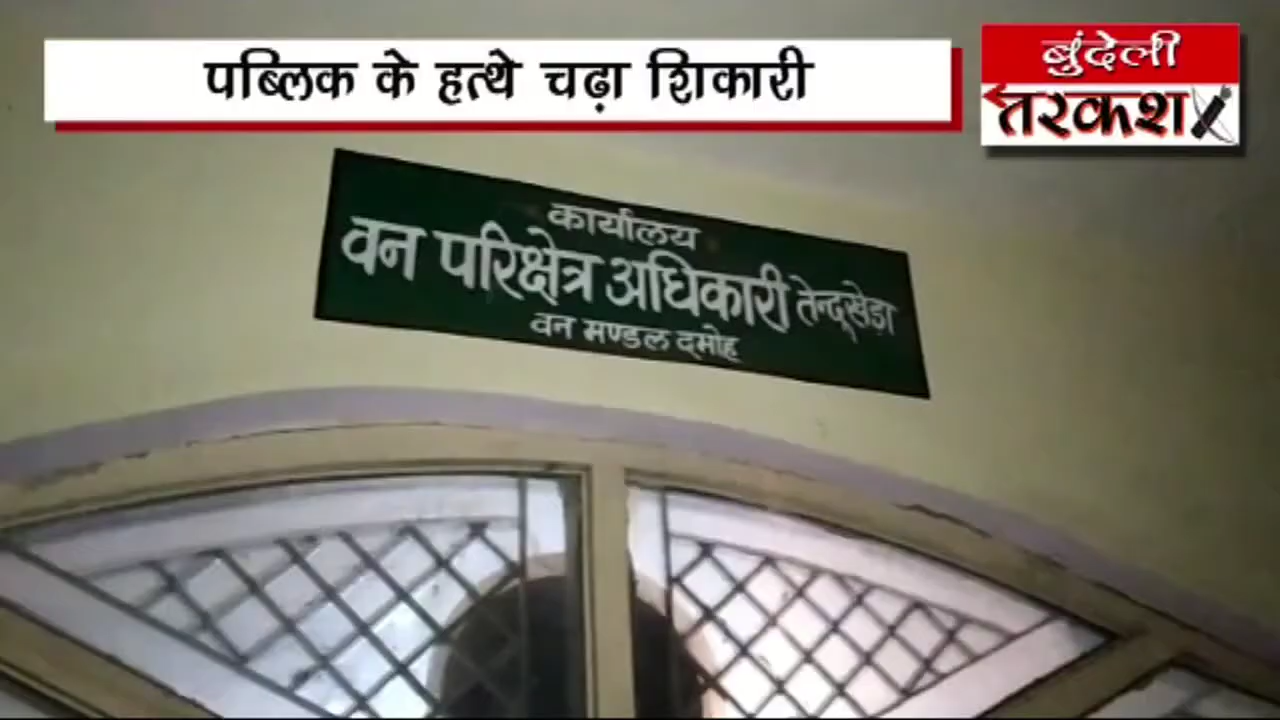 पब्लिक के हत्थे चढ़ा शिकारी
बुंदेली
तरकश
कार्यालय
वन परिक्षेत्र अधिकारी तेन्दूखेड़ा
वन मण्डल दमोह